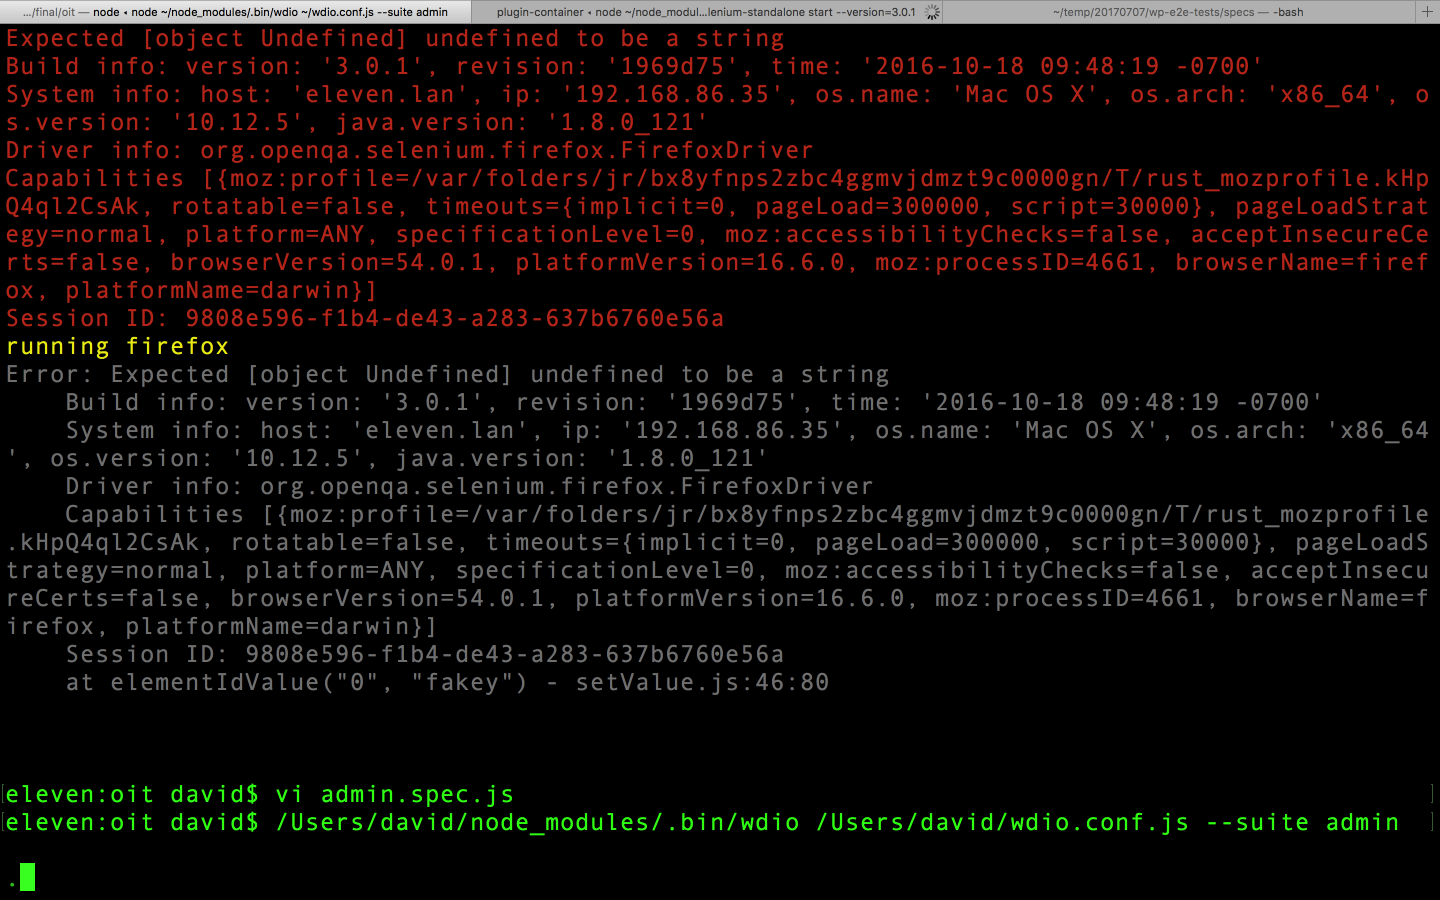 .../final/oit — node ◂ node ~/node_modules/.bin/wdio ~/wdio.conf.js --suite admin
plugin-container ◂ node ~/node_modul...lenium-standalone start --version=3.0.1
~/temp/20170707/wp-e2e-tests/specs — -bash
+
Expected [object Undefined] undefined to be a string
Build info: version: '3.0.1', revision: '1969d75', time: '2016-10-18 09:48:19 -0700'
System info: host: 'eleven.lan', ip: '192.168.86.35', os.name: 'Mac OS X', os.arch: 'x86_64', o
s.version: '10.12.5', java.version: '1.8.0_121'
Driver info: org.openqa.selenium.firefox.FirefoxDriver
Capabilities [{moz:profile=/var/folders/jr/bx8yfnps2zbc4ggmvjdmzt9c0000gn/T/rust_mozprofile.kHp
Q4ql2CsAk, rotatable=false, timeouts={implicit=0, pageLoad=300000, script=30000}, pageLoadStrat
egy=normal, platform=ANY, specificationLevel=0, moz:accessibilityChecks=false, acceptInsecureCe
rts=false, browserVersion=54.0.1, platformVersion=16.6.0, moz:processID=4661, browserName=firef
ox, platformName=darwin}]
Session ID: 9808e596-f1b4-de43-a283-637b6760e56a
running firefox
Error: Expected [object Undefined] undefined to be a string
    Build info: version: '3.0.1', revision: '1969d75', time: '2016-10-18 09:48:19 -0700'
    System info: host: 'eleven.lan', ip: '192.168.86.35', os.name: 'Mac OS X', os.arch: 'x86_64
', os.version: '10.12.5', java.version: '1.8.0_121'
    Driver info: org.openqa.selenium.firefox.FirefoxDriver
    Capabilities [{moz:profile=/var/folders/jr/bx8yfnps2zbc4ggmvjdmzt9c0000gn/T/rust_mozprofile
.kHpQ4ql2CsAk, rotatable=false, timeouts={implicit=0, pageLoad=300000, script=30000}, pageLoadS
trategy=normal, platform=ANY, specificationLevel=0, moz:accessibilityChecks=false, acceptInsecu
reCerts=false, browserVersion=54.0.1, platformVersion=16.6.0, moz:processID=4661, browserName=f
irefox, platformName=darwin}]
    Session ID: 9808e596-f1b4-de43-a283-637b6760e56a
    at elementIdValue("0", "fakey") - setValue.js:46:80
[eleven:oit david$ vi admin.spec.js ]
[eleven:oit david$ /Users/david/node_modules/.bin/wdio /Users/david/wdio.conf.js --suite admin ]
.